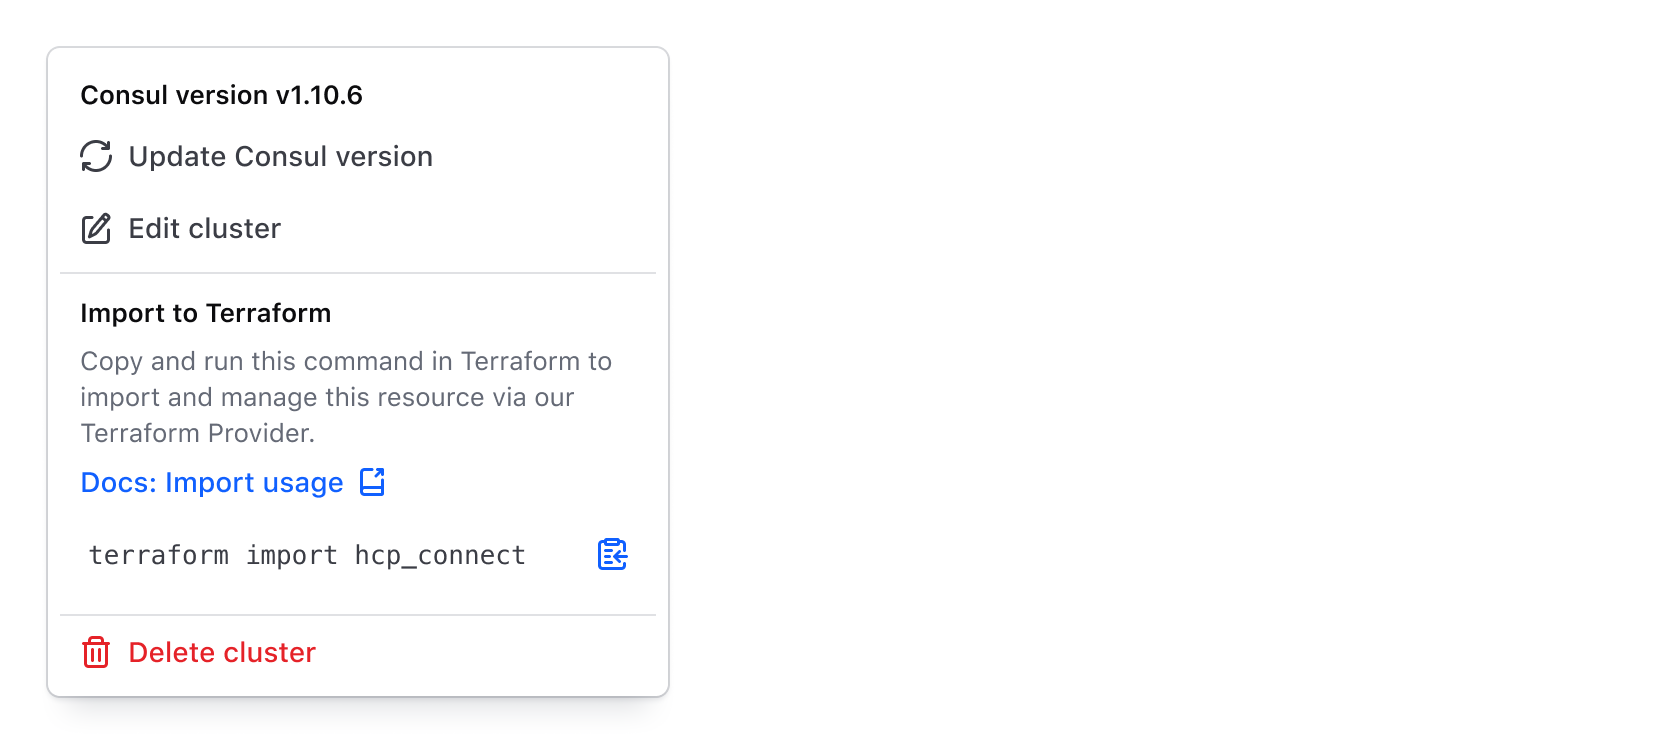 Consul version v1.10.6
Update Consul version
Edit cluster
Import to Terraform
Copy and run this command in Terraform to
import and manage this resource via our
Terraform Provider.
Docs: Import usage
terraform import hcp_connect
Delete cluster